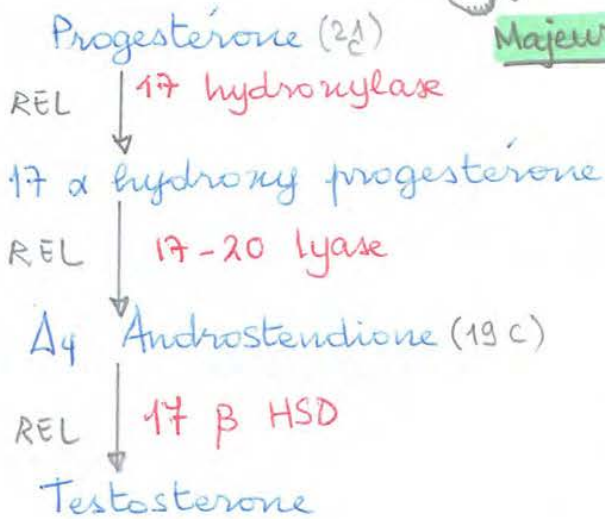 Progestérone (21c)
Majeur
REL 17 hydroxylase
17 α hydroxy progestérone
REL 17-20 lyase
Δ4 Androstendione (19 c)
REL 17 β HSD
Testosterone